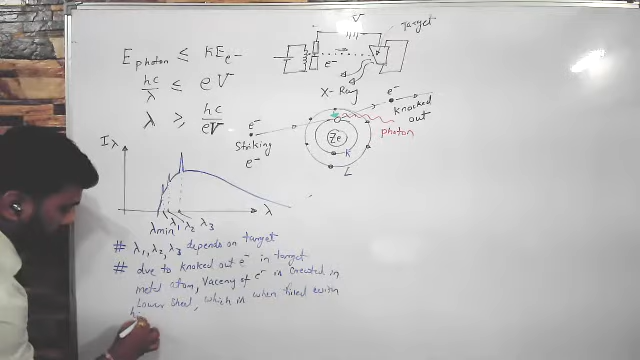 E photon ≤ KE e-
hc/λ ≤ eV
λ ≥ hc/eV
V
Target
e-
X-Ray
e-
Striking
e-
e-
knocked
out
photon
Ze
K
L
Iλ
λ
λmin λ1 λ2 λ3
# λ1, λ2, λ3 depends on target
# due to knocked out e- in target
metal atom, Vacency of e- is created in
Lower shell, which is when filled